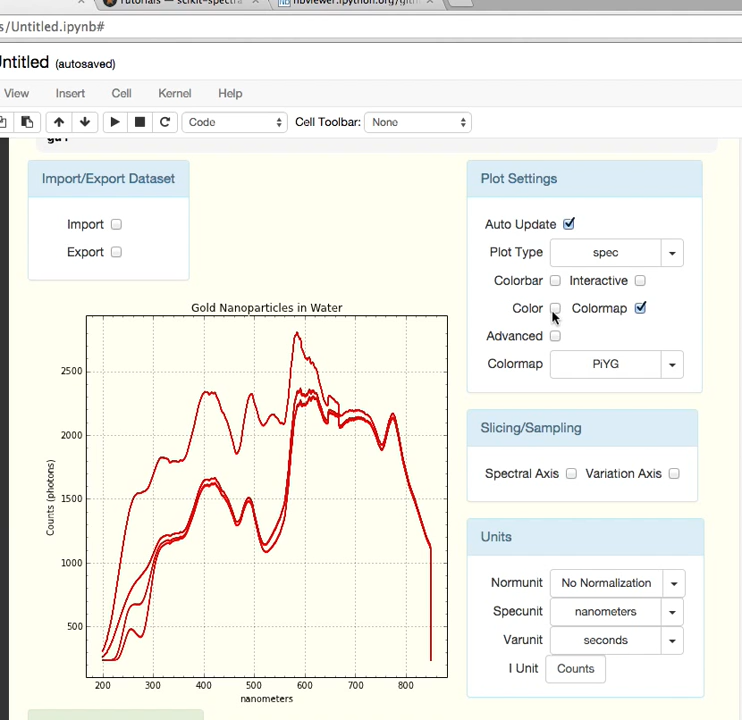 Tutorials — scikit-spectra
nbviewer.ipython.org/github
s/Untitled.ipynb#
ntitled (autosaved)
View Insert Cell Kernel Help
Code Cell Toolbar: None
Import/Export Dataset
Import
Export
Plot Settings
Auto Update
Plot Type spec
Colorbar Interactive
Color Colormap
Advanced
Colormap PiYG
Gold Nanoparticles in Water
Counts (photons)
2500
2000
1500
1000
500
200 300 400 500 600 700 800
nanometers
Slicing/Sampling
Spectral Axis Variation Axis
Units
Normunit No Normalization
Specunit nanometers
Varunit seconds
I Unit Counts